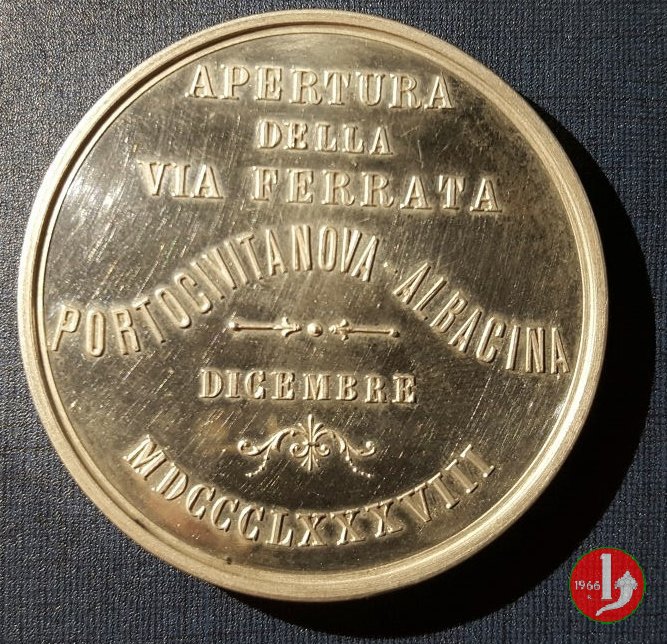 APERTURA
DELLA
VIA FERRATA
PORTOCIVITANOVA - ALBACINA
DICEMBRE
MDCCCLXXXVIII
1966